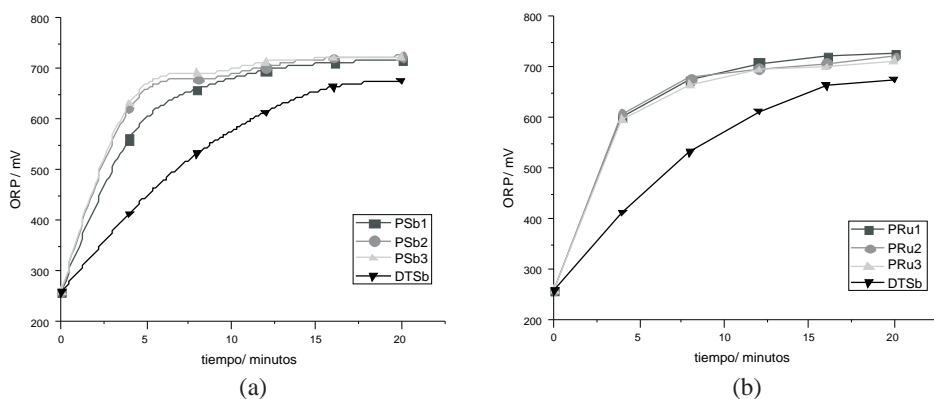 800
700
600
500
400
300
200
ORP/ mV
0
5
10
15
20
tiempo/ minutos
PSb1
PSb2
PSb3
DTSb
(a)
800
700
600
500
400
300
200
ORP/ mV
0
5
10
15
20
tiempo/ minutos
PRu1
PRu2
PRu3
DTSb
(b)